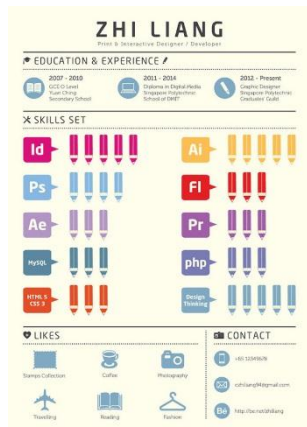 ZHI LIANG
Print & Interactive Designer / Developer
EDUCATION & EXPERIENCE
2007 - 2010
GCE O Level
Yuan Ching
Secondary School
2011 - 2014
Diploma in Digital Media
Singapore Polytechnic
School of DMIT
2012 - Present
Graphic Designer
Singapore Polytechnic
Graduates' Guild
SKILLS SET
Id
Ai
Ps
Fl
Ae
Pr
MySQL
php
HTML 5
CSS 3
Design
Thinking
LIKES
CONTACT
Stamps Collection
Coffee
Photography
Travelling
Reading
Fashion
Bē